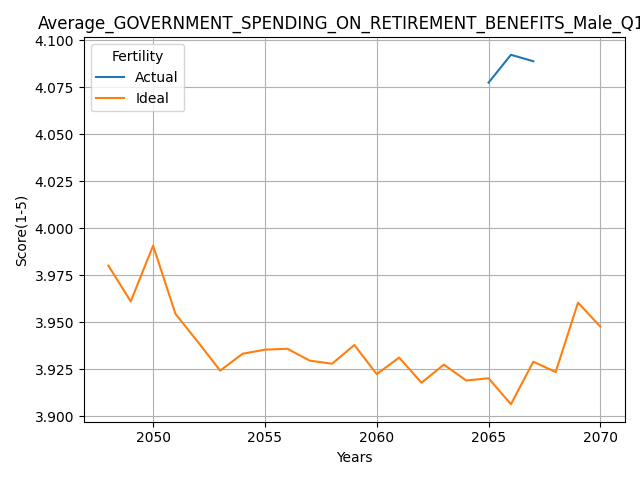 Average_GOVERNMENT_SPENDING_ON_RETIREMENT_BENEFITS_Male_Q1
Fertility
Actual
Ideal
Score(1-5)
4.100
4.075
4.050
4.025
4.000
3.975
3.950
3.925
3.900
2050 2055 2060 2065 2070
Years